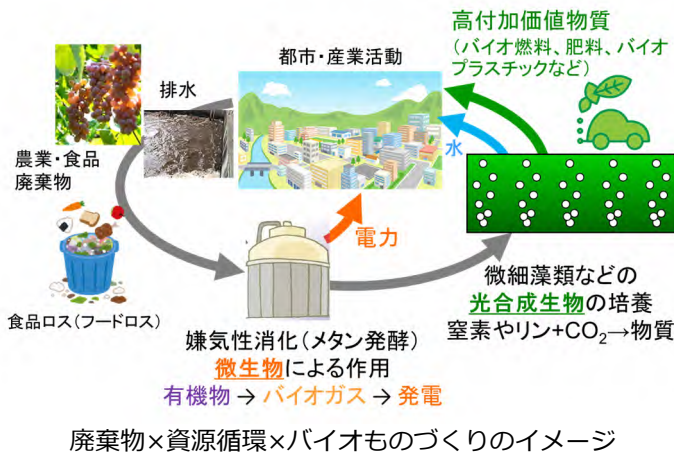 高付加価値物質
（バイオ燃料、肥料、バイオ
プラスチックなど）
都市・産業活動
排水
農業・食品
廃棄物
水
電力
食品ロス（フードロス）
嫌気性消化（メタン発酵）
微生物による作用
有機物 → バイオガス → 発電
微細藻類などの
光合成生物の培養
窒素やリン+CO₂→物質
廃棄物×資源循環×バイオものづくりのイメージ